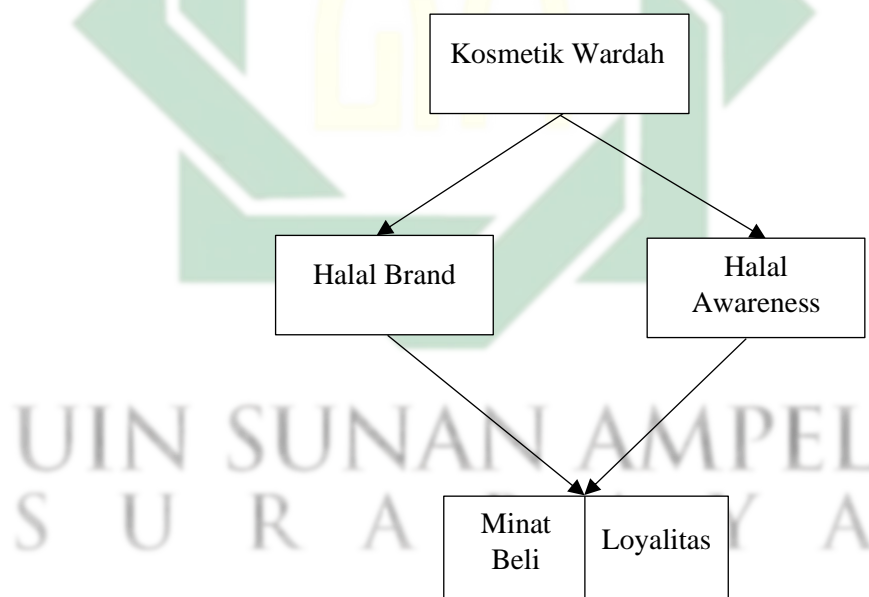 Kosmetik Wardah
Halal Brand
Halal
Awareness
UIN SUNAN AMPEL
S U R A B A Y A
Minat
Beli
Loyalitas